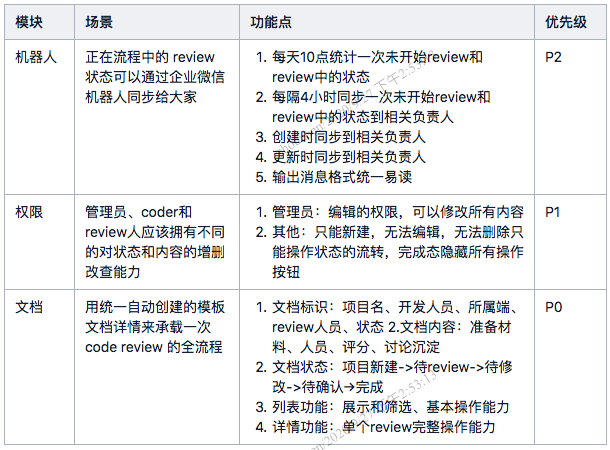 模块 场景 功能点 优先级
机器人 正在流程中的 review 状态可以通过企业微信机器人同步给大家
1. 每天10点统计一次未开始review和
review中的状态
2. 每隔4小时同步一次未开始review和
review中的状态到相关负责人
3. 创建时同步到相关负责人
4. 更新时同步到相关负责人
5. 输出消息格式统一易读
P2
权限 管理员、coder和
review人应该拥有不同
的对状态和内容的增删
改查能力
1. 管理员：编辑的权限，可以修改所有内容
2. 其他：只能新建，无法编辑，无法删除只
能操作状态的流转，完成态隐藏所有操作
按钮
P1
文档 用统一自动创建的模板
文档详情来承载一次
code review 的全流程
1. 文档标识：项目名、开发人员、所属端、
review人员、状态 2.文档内容：准备材
料、人员、评分、讨论沉淀
2. 文档状态：项目新建->待review->待修
改->待确认->完成
3. 列表功能：展示和筛选、基本操作能力
4. 详情功能：单个review完整操作能力
P0